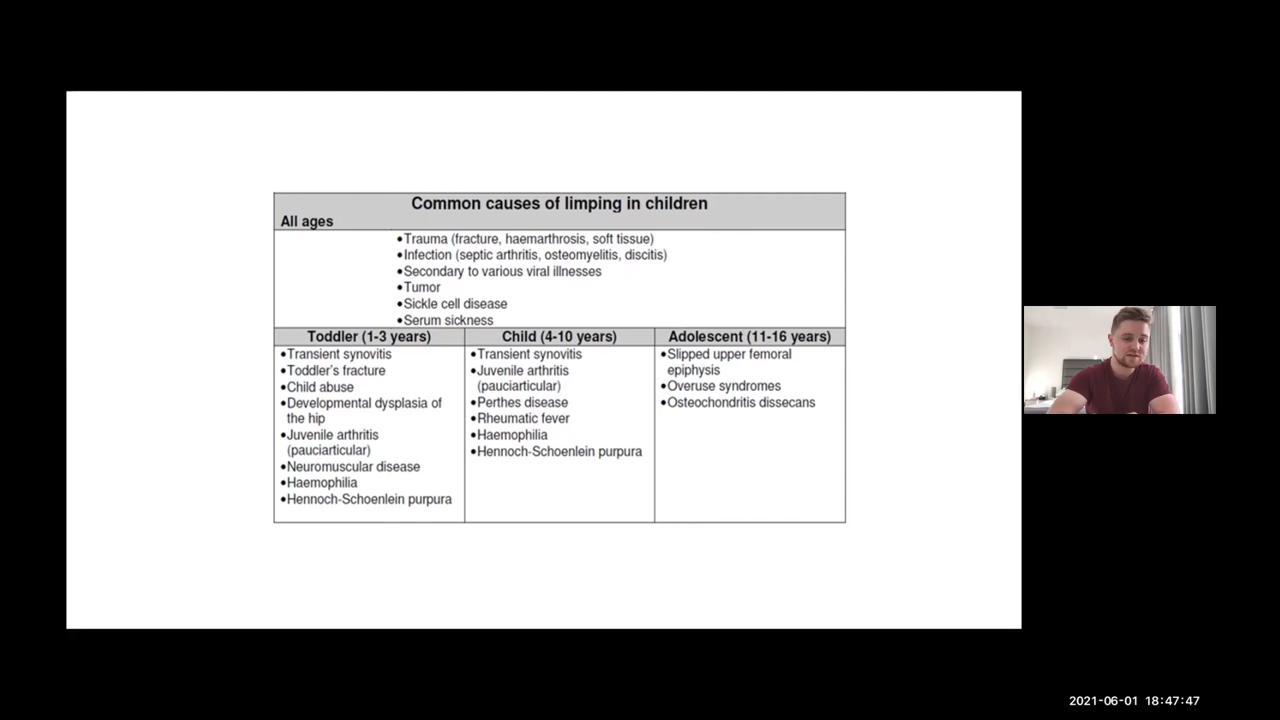 Common causes of limping in children
All ages
•Trauma (fracture, haemarthrosis, soft tissue)
•Infection (septic arthritis, osteomyelitis, discitis)
•Secondary to various viral illnesses
•Tumor
•Sickle cell disease
•Serum sickness
Toddler (1-3 years)
•Transient synovitis
•Toddler's fracture
•Child abuse
•Developmental dysplasia of
the hip
•Juvenile arthritis
(pauciarticular)
•Neuromuscular disease
•Haemophilia
•Hennoch-Schoenlein purpura
Child (4-10 years)
•Transient synovitis
•Juvenile arthritis
(pauciarticular)
•Perthes disease
•Rheumatic fever
•Haemophilia
•Hennoch-Schoenlein purpura
Adolescent (11-16 years)
•Slipped upper femoral
epiphysis
•Overuse syndromes
•Osteochondritis dissecans
2021-06-01 18:47:47